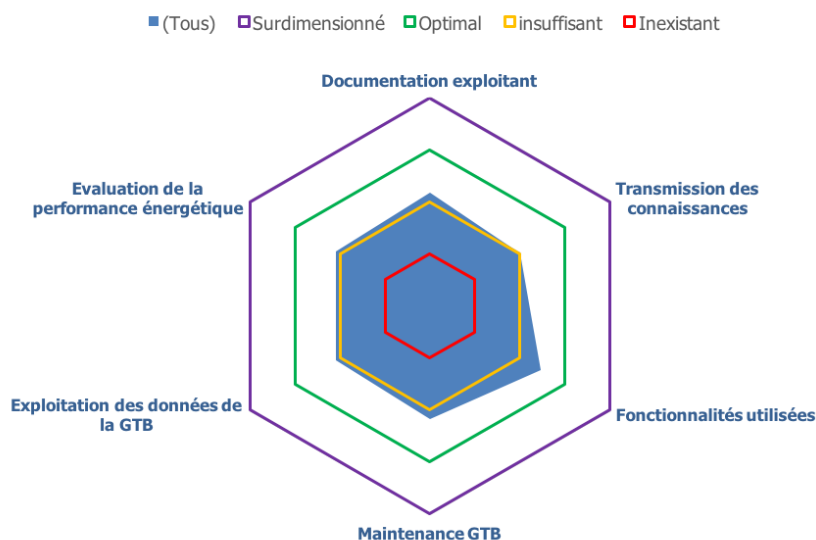 (Tous) Surdimensionné Optimal insuffisant Inexistant
Documentation exploitant
Evaluation de la
performance énergétique
Transmission des
connaissances
Exploitation des données de
la GTB
Fonctionnalités utilisées
Maintenance GTB